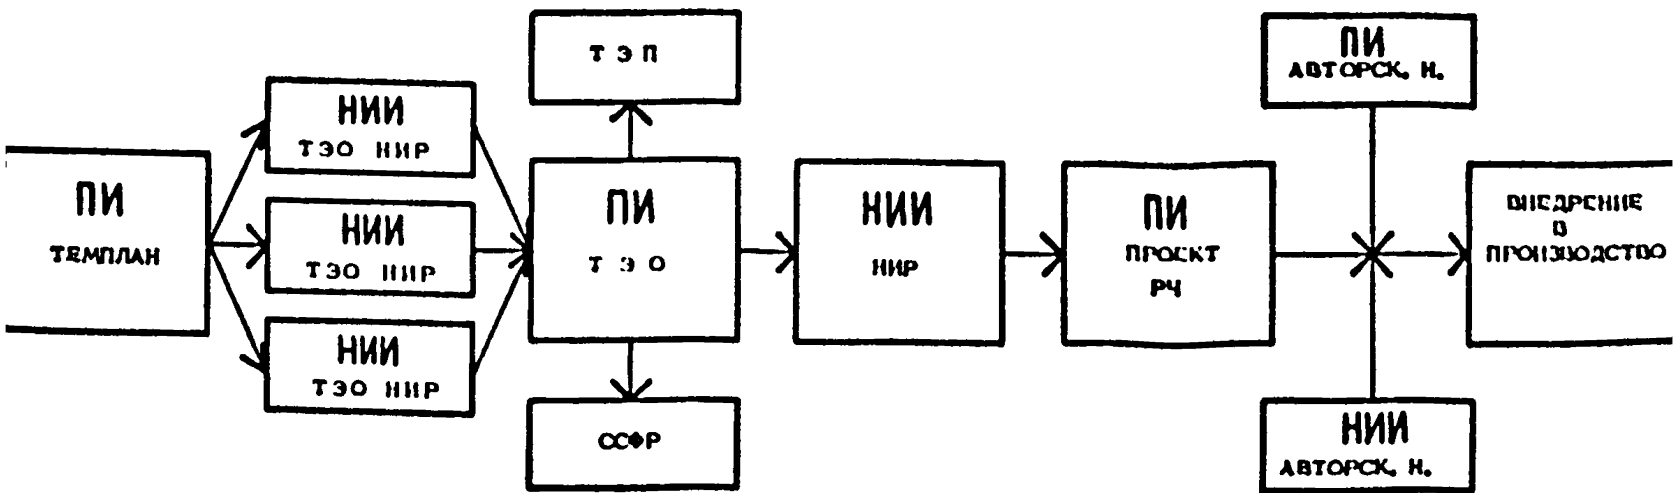 ПИ
ТЕМПЛАН
НИИ
ТЭО НИР
НИИ
ТЭО НИР
НИИ
ТЭО НИР
ТЭП
ПИ
ТЭО
ССФР
НИИ
НИР
ПИ
ПРОЕКТ
РЧ
ПИ
АВТОРСК. Н.
НИИ
АВТОРСК. Н.
ВНЕДРЕНИЕ
В
ПРОИЗВОДСТВО